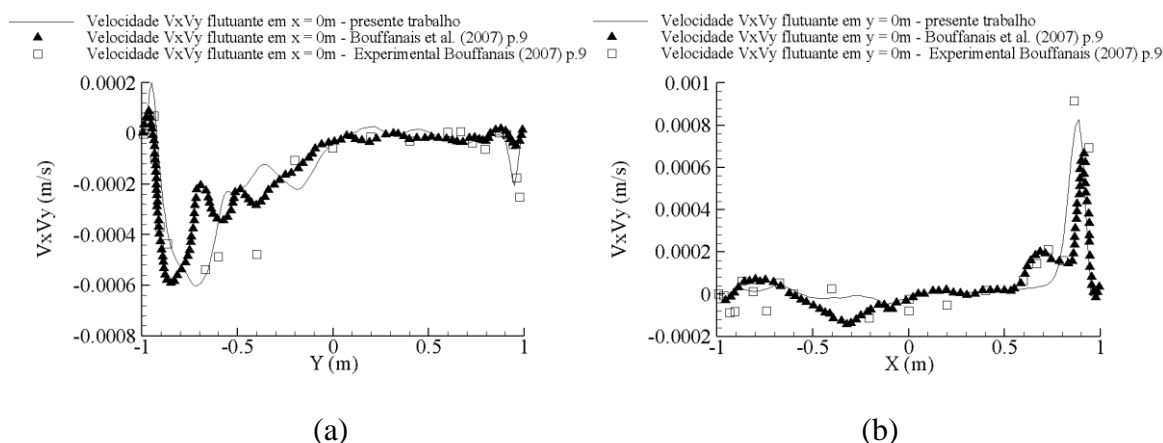 Velocidade VxVy flutuante em x = 0m - presente trabalho
Velocidade VxVy flutuante em x = 0m - Bouffanais et al. (2007) p.9
Velocidade VxVy flutuante em x = 0m - Experimental Bouffanais (2007) p.9
0.0002
0
-0.0002
-0.0004
-0.0006
-0.0008
VxVy (m/s)
-1
-0.5
0
0.5
1
Y (m)
(a)
Velocidade VxVy flutuante em y = 0m - presente trabalho
Velocidade VxVy flutuante em y = 0m - Bouffanais et al. (2007) p.9
Velocidade VxVy flutuante em y = 0m - Experimental Bouffanais (2007) p.9
0.001
0.0008
0.0006
0.0004
0.0002
0
-0.0002
VxVy (m/s)
-1
-0.5
0
0.5
1
X (m)
(b)